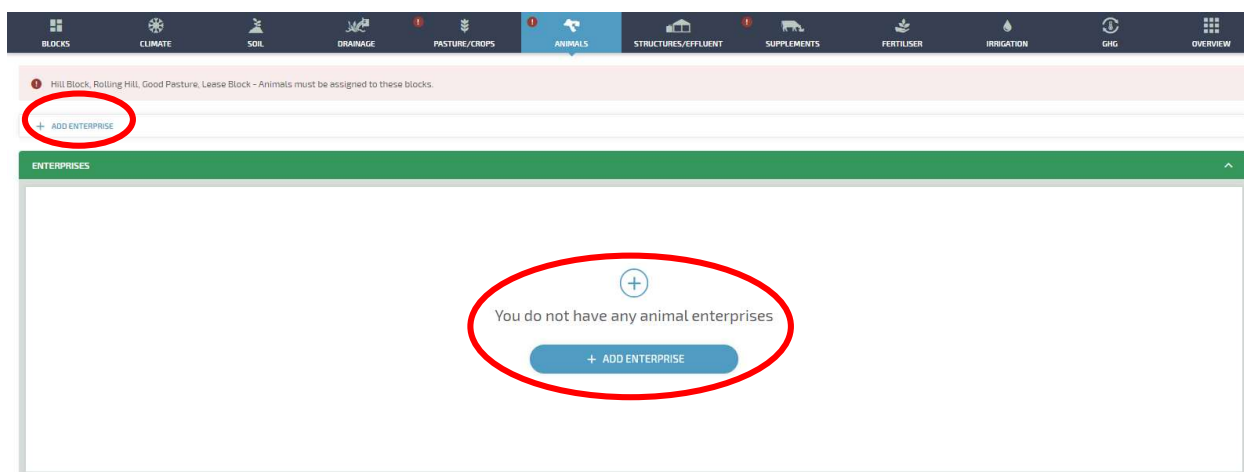 BLOCKS CLIMATE SOIL DRAINAGE ! PASTURE/CROPS ! ANIMALS STRUCTURES/EFFLUENT ! SUPPLEMENTS FERTILISER IRRIGATION GHG OVERVIEW
! Hill Block, Rolling Hill, Good Pasture, Lease Block - Animals must be assigned to these blocks.
+ ADD ENTERPRISE
ENTERPRISES
You do not have any animal enterprises
+ ADD ENTERPRISE